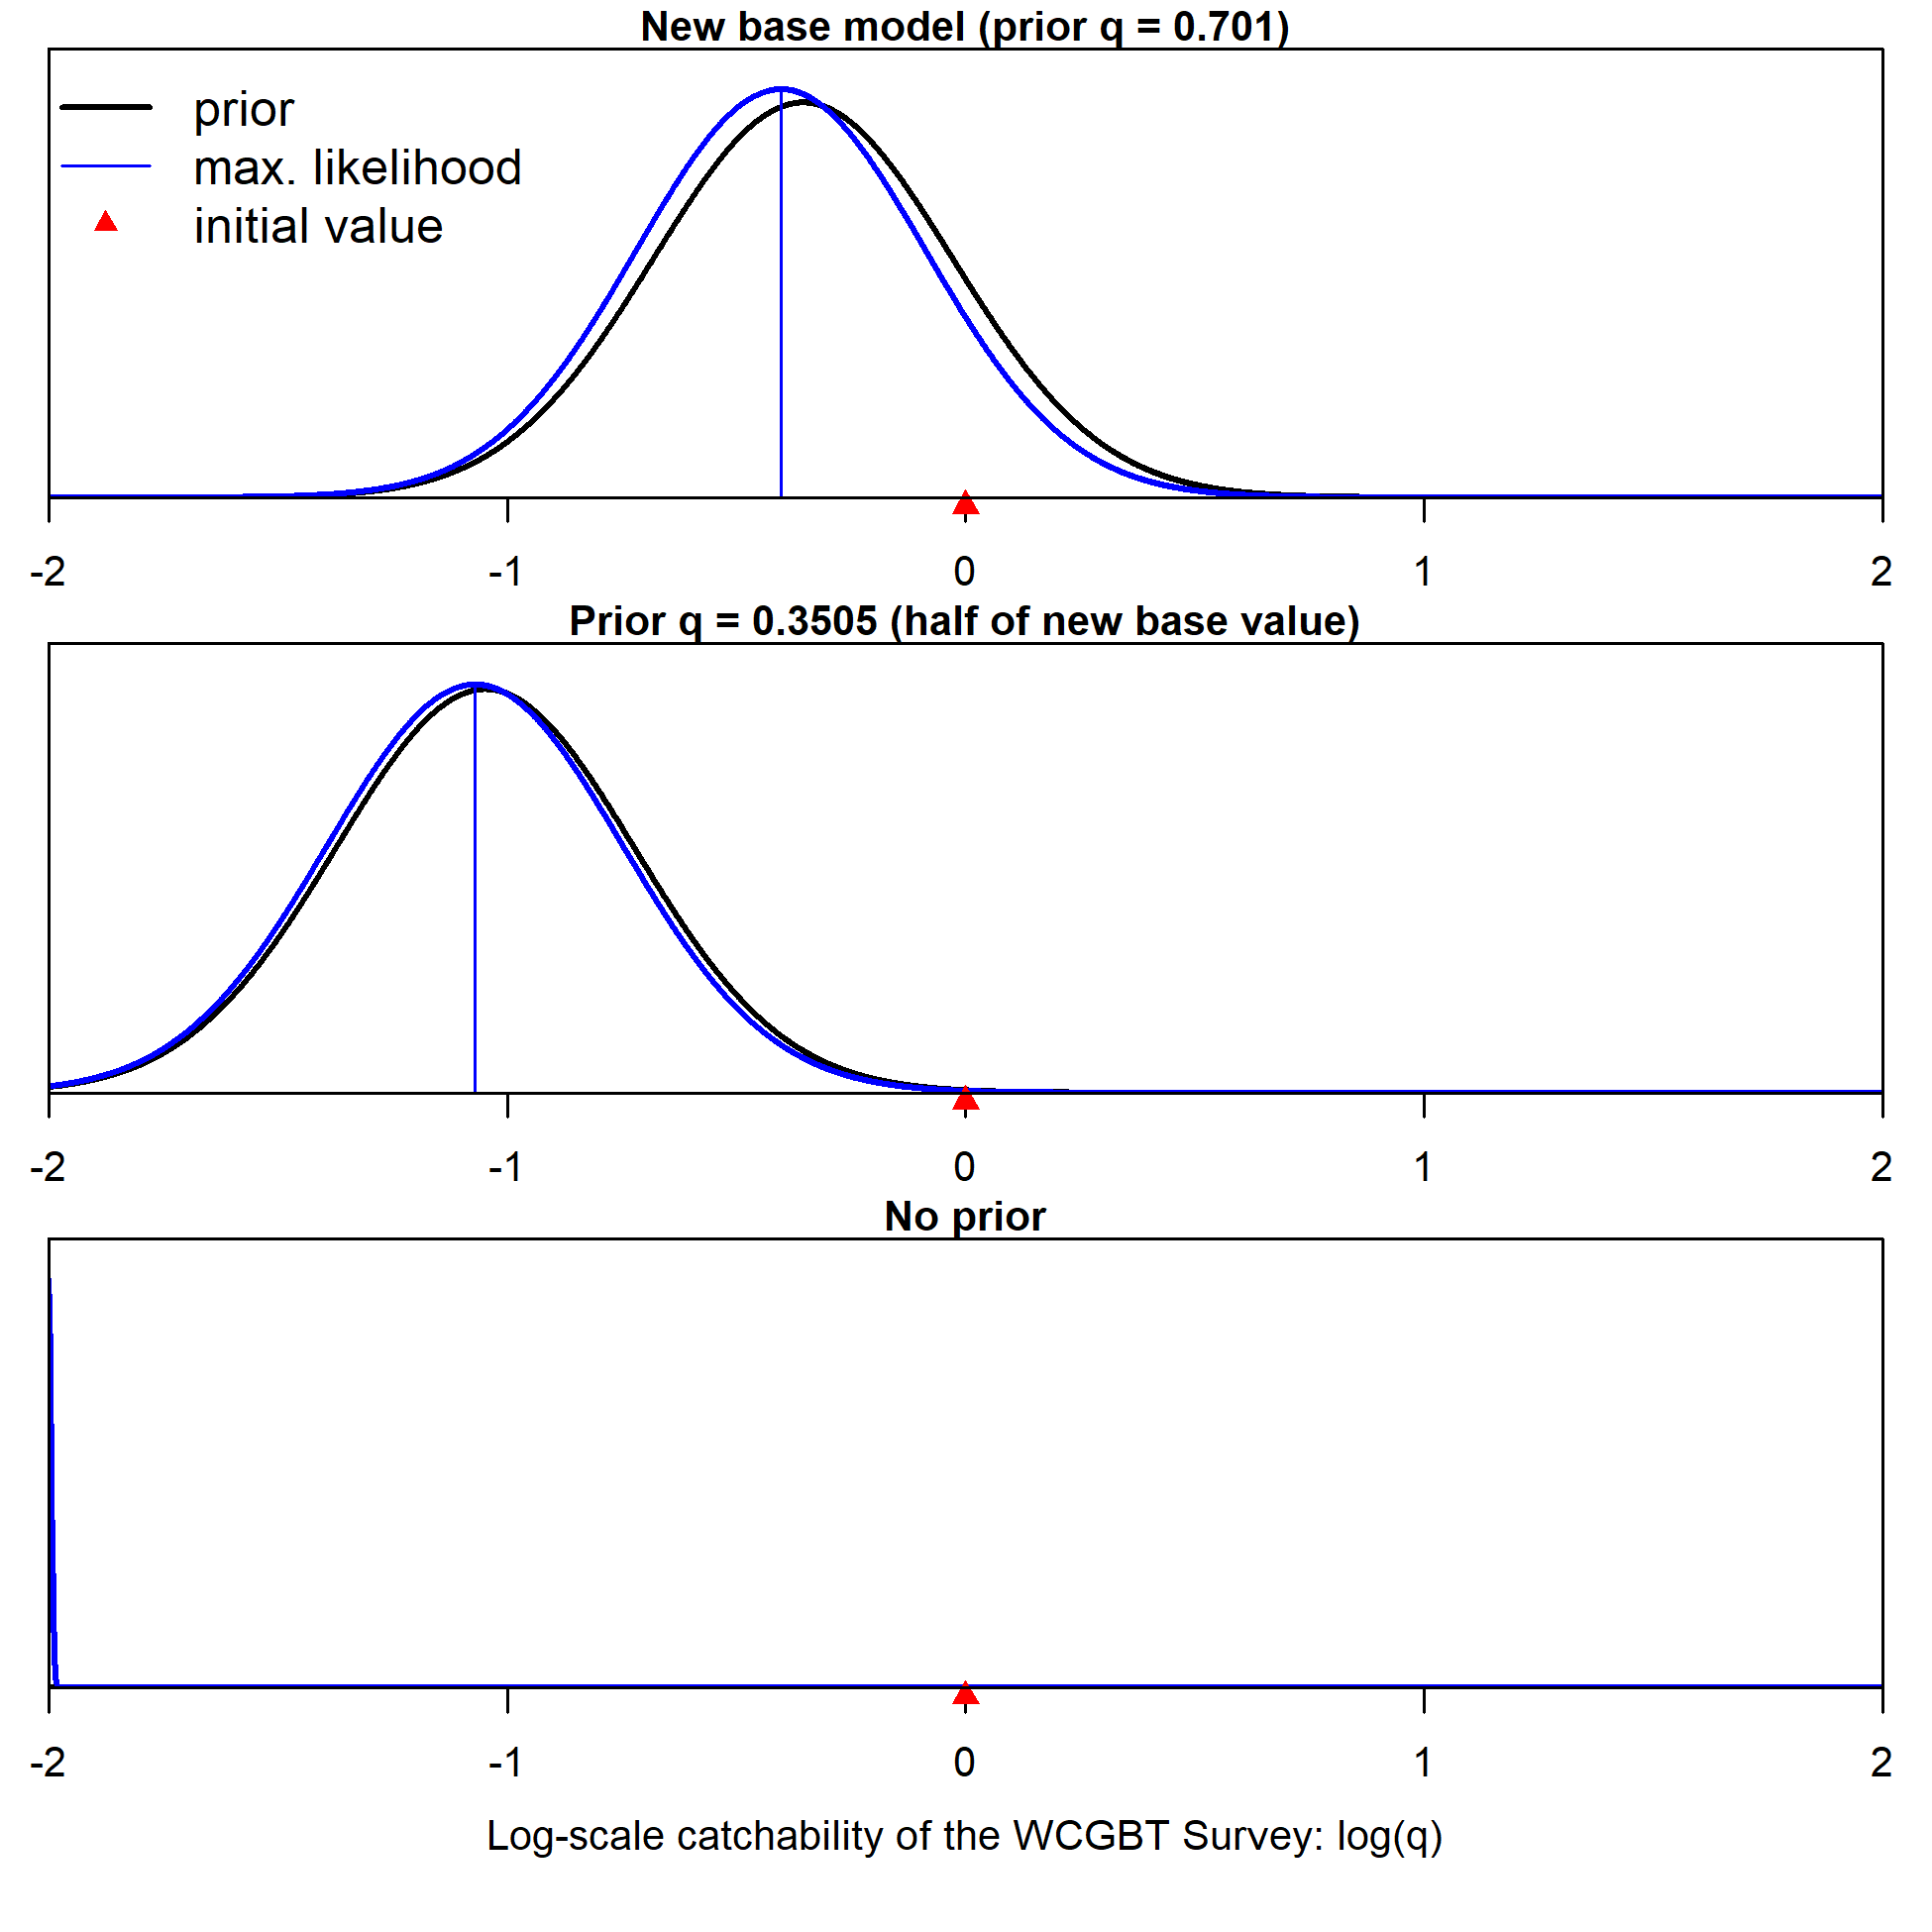 New base model (prior q = 0.701)
prior
max. likelihood
initial value
-2 -1 0 1 2
Prior q = 0.3505 (half of new base value)
-2 -1 0 1 2
No prior
-2 -1 0 1 2
Log-scale catchability of the WCGBT Survey: log(q)